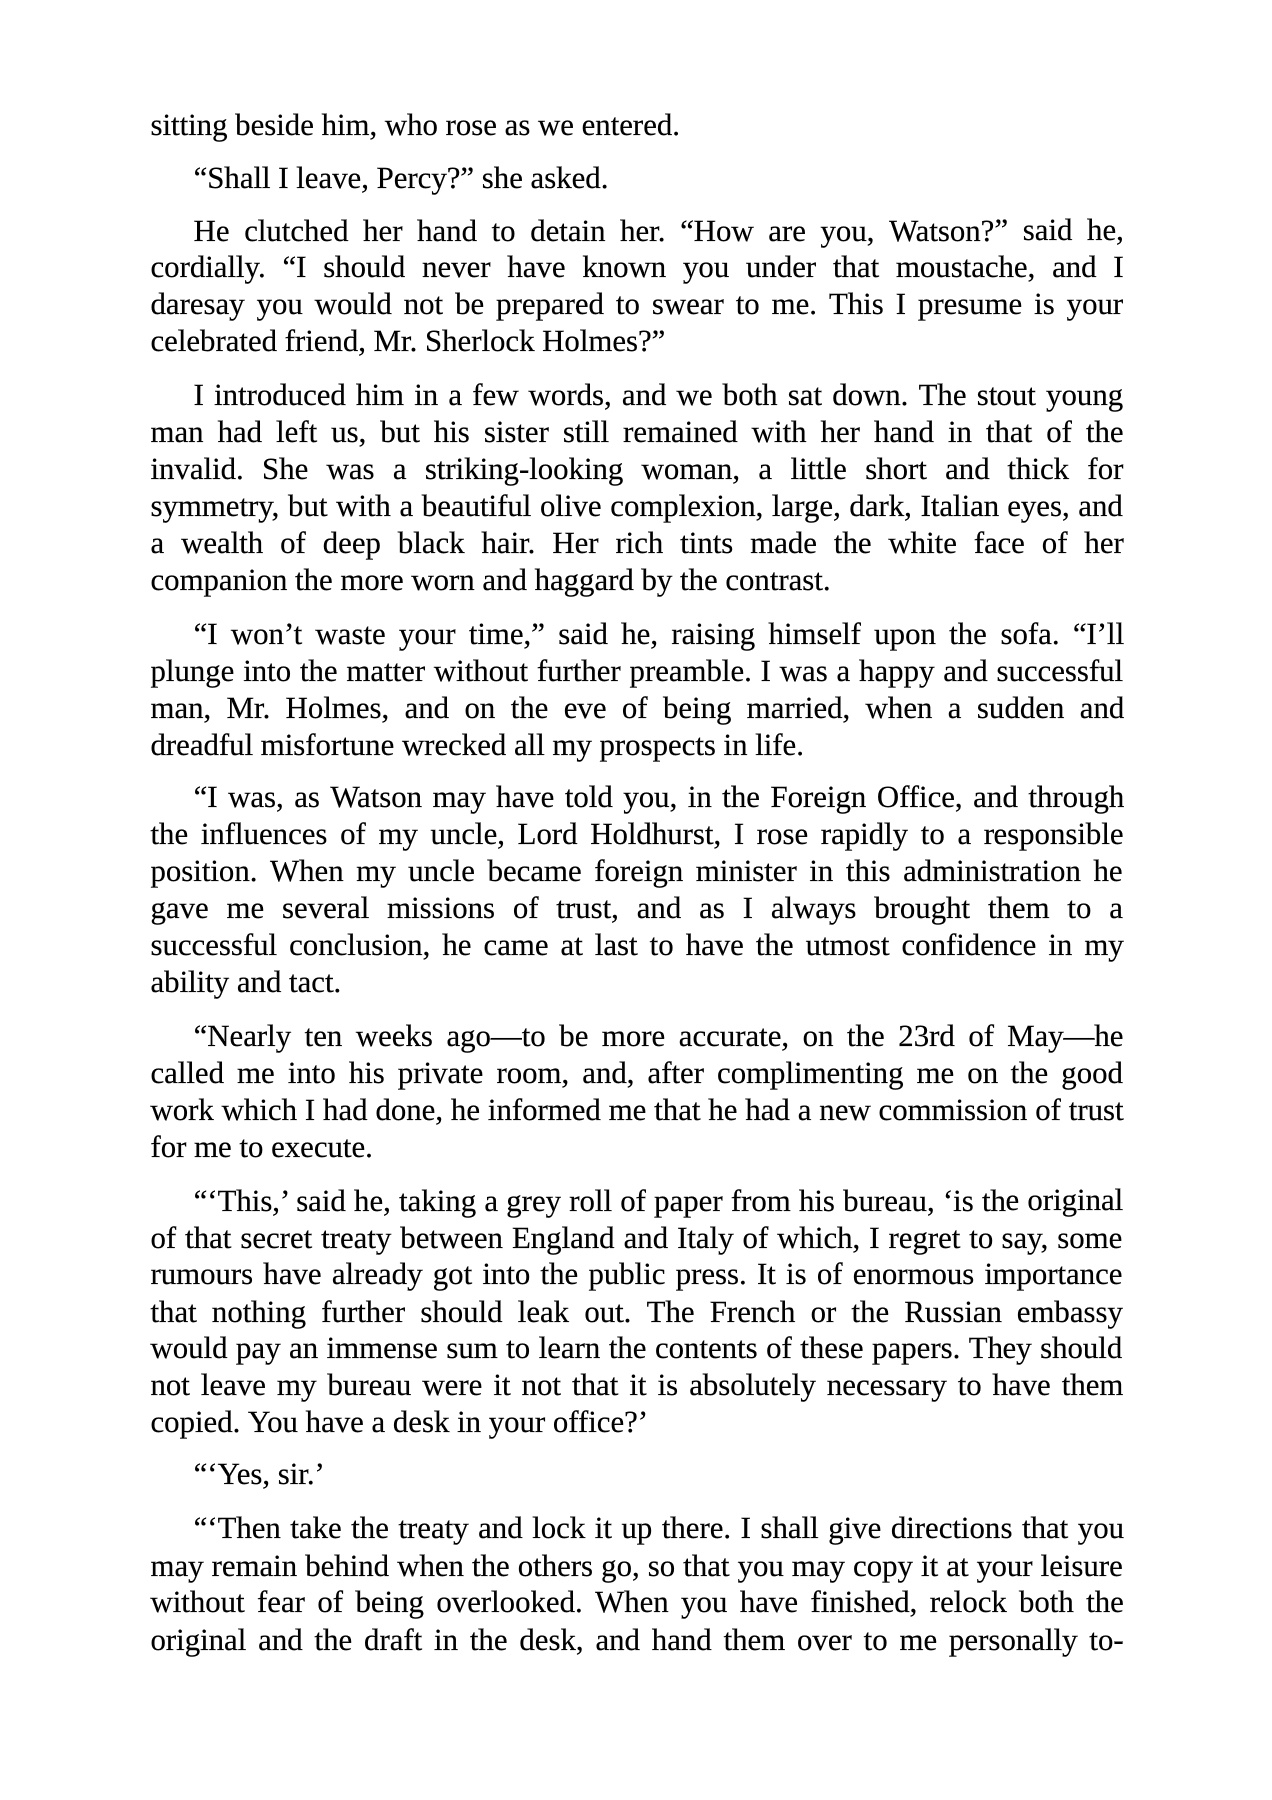 sitting beside him, who rose as we entered.
“Shall I leave, Percy?” she asked.
He clutched her hand to detain her. “How are you, Watson?” said he,
cordially. “I should never have known you under that moustache, and I
daresay you would not be prepared to swear to me. This I presume is your
celebrated friend, Mr. Sherlock Holmes?”
I introduced him in a few words, and we both sat down. The stout young
man had left us, but his sister still remained with her hand in that of the
invalid. She was a striking-looking woman, a little short and thick for
symmetry, but with a beautiful olive complexion, large, dark, Italian eyes, and
a wealth of deep black hair. Her rich tints made the white face of her
companion the more worn and haggard by the contrast.
“I won’t waste your time,” said he, raising himself upon the sofa. “I’ll
plunge into the matter without further preamble. I was a happy and successful
man, Mr. Holmes, and on the eve of being married, when a sudden and
dreadful misfortune wrecked all my prospects in life.
“I was, as Watson may have told you, in the Foreign Office, and through
the influences of my uncle, Lord Holdhurst, I rose rapidly to a responsible
position. When my uncle became foreign minister in this administration he
gave me several missions of trust, and as I always brought them to a
successful conclusion, he came at last to have the utmost confidence in my
ability and tact.
“Nearly ten weeks ago—to be more accurate, on the 23rd of May—he
called me into his private room, and, after complimenting me on the good
work which I had done, he informed me that he had a new commission of trust
for me to execute.
“‘This,’ said he, taking a grey roll of paper from his bureau, ‘is the original
of that secret treaty between England and Italy of which, I regret to say, some
rumours have already got into the public press. It is of enormous importance
that nothing further should leak out. The French or the Russian embassy
would pay an immense sum to learn the contents of these papers. They should
not leave my bureau were it not that it is absolutely necessary to have them
copied. You have a desk in your office?’
“‘Yes, sir.’
“‘Then take the treaty and lock it up there. I shall give directions that you
may remain behind when the others go, so that you may copy it at your leisure
without fear of being overlooked. When you have finished, relock both the
original and the draft in the desk, and hand them over to me personally to-